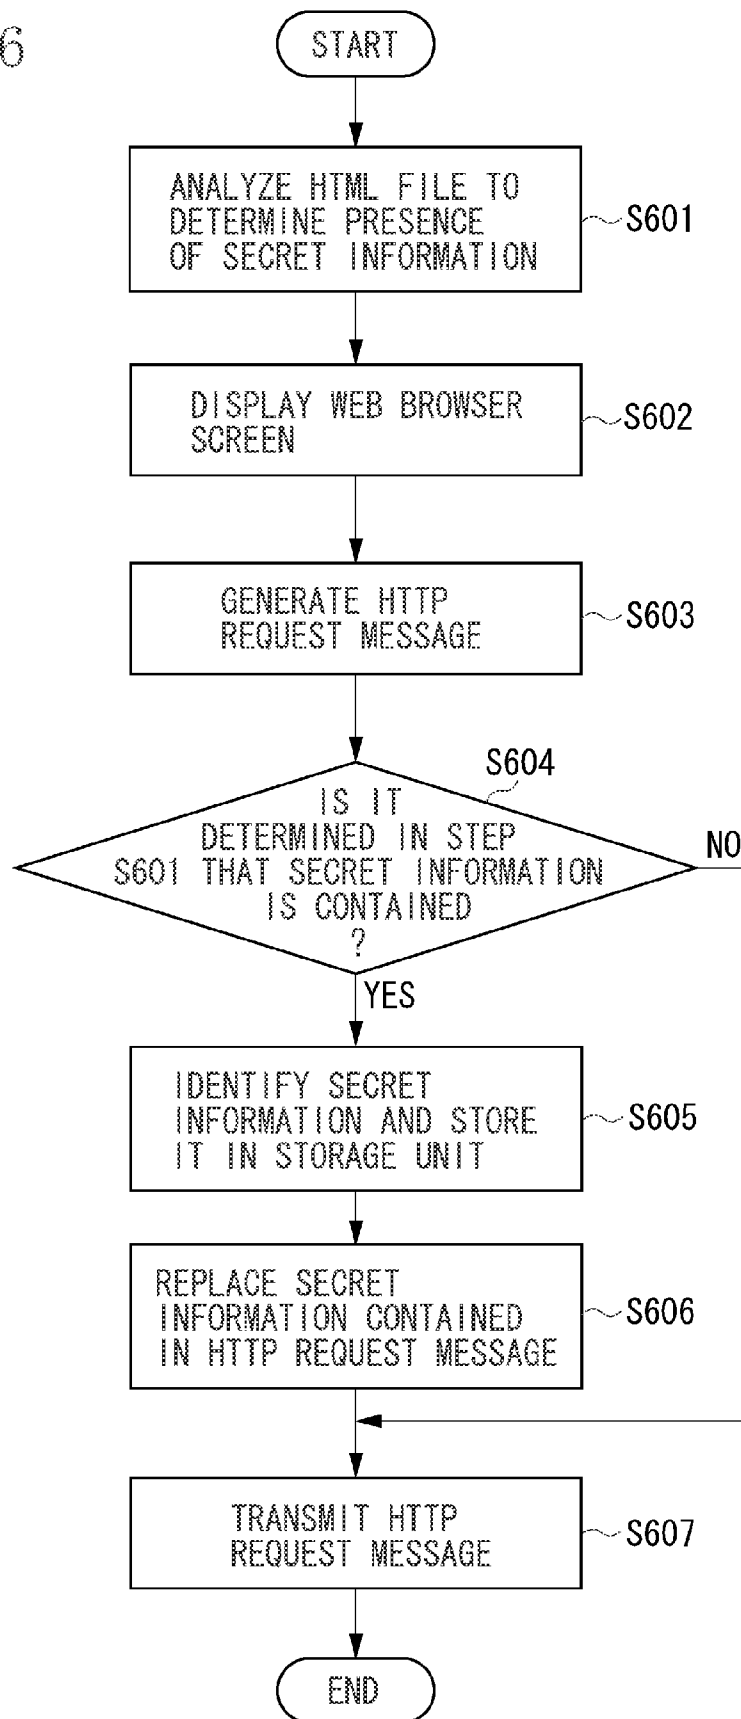 6
START
ANALYZE HTML FILE TO
DETERMINE PRESENCE
OF SECRET INFORMATION
S601
DISPLAY WEB BROWSER
SCREEN
S602
GENERATE HTTP
REQUEST MESSAGE
S603
S604
IS IT
DETERMINED IN STEP
S601 THAT SECRET INFORMATION
IS CONTAINED
?
NO
YES
IDENTIFY SECRET
INFORMATION AND STORE
IT IN STORAGE UNIT
S605
REPLACE SECRET
INFORMATION CONTAINED
IN HTTP REQUEST MESSAGE
S606
TRANSMIT HTTP
REQUEST MESSAGE
S607
END